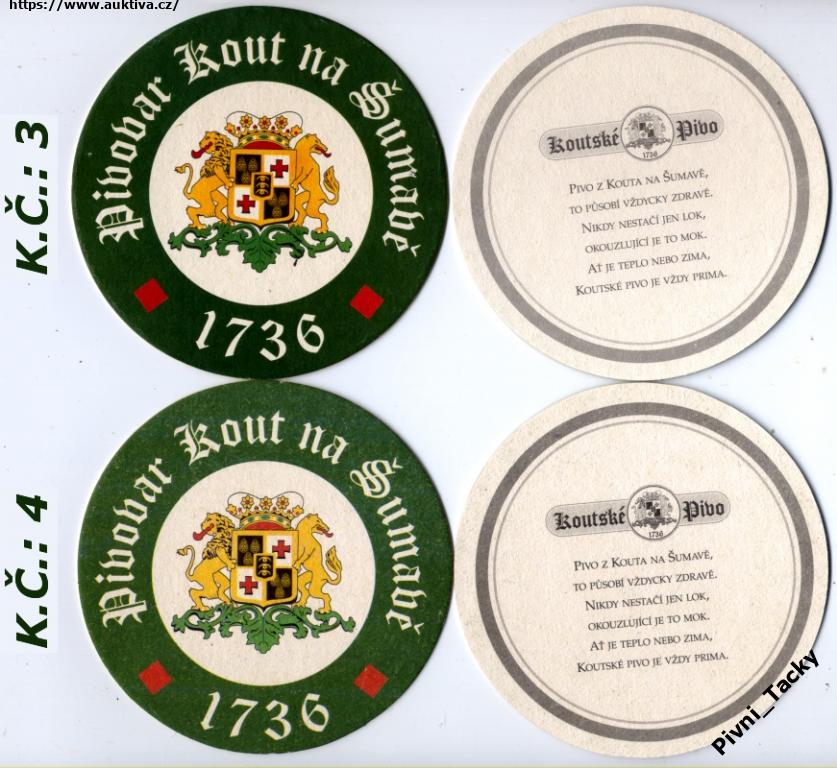 https://www.auktiva.cz/
K.Č.: 3
Pivovar Kout na Šumavě
1736
Koutské Pivo
1736
Pivo z Kouta na Šumavě,
to působí vždycky zdravě.
Nikdy nestačí jen lok,
okouzlující je to mok.
Ať je teplo nebo zima,
Koutské pivo je vždy prima.
K.Č.: 4
Pivovar Kout na Šumavě
1736
Koutské Pivo
1736
Pivo z Kouta na Šumavě,
to působí vždycky zdravě.
Nikdy nestačí jen lok,
okouzlující je to mok.
Ať je teplo nebo zima,
Koutské pivo je vždy prima.
Pivni_Tacky